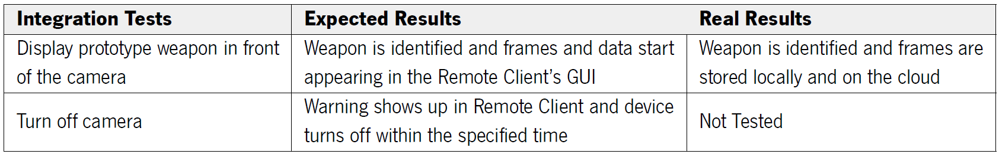 Integration Tests Expected Results Real Results
Display prototype weapon in front Weapon is identified and frames and data start Weapon is identified and frames are
of the camera appearing in the Remote Client’s GUI stored locally and on the cloud
Warning shows up in Remote Client and device
Turn off camera Not Tested
turns off within the specified time